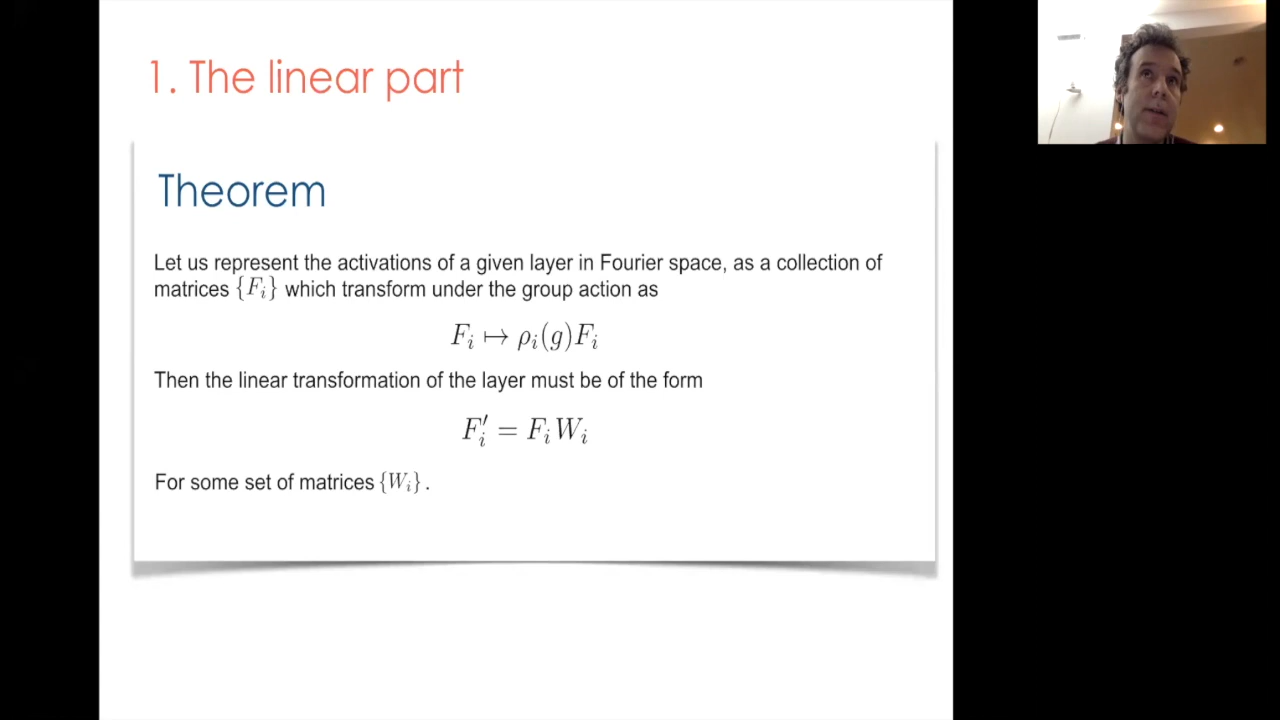 1. The linear part
Theorem
Let us represent the activations of a given layer in Fourier space, as a collection of
matrices {F_i} which transform under the group action as
F_i ↦ ρ_i(g)F_i
Then the linear transformation of the layer must be of the form
F'_i = F_i W_i
For some set of matrices {W_i} .